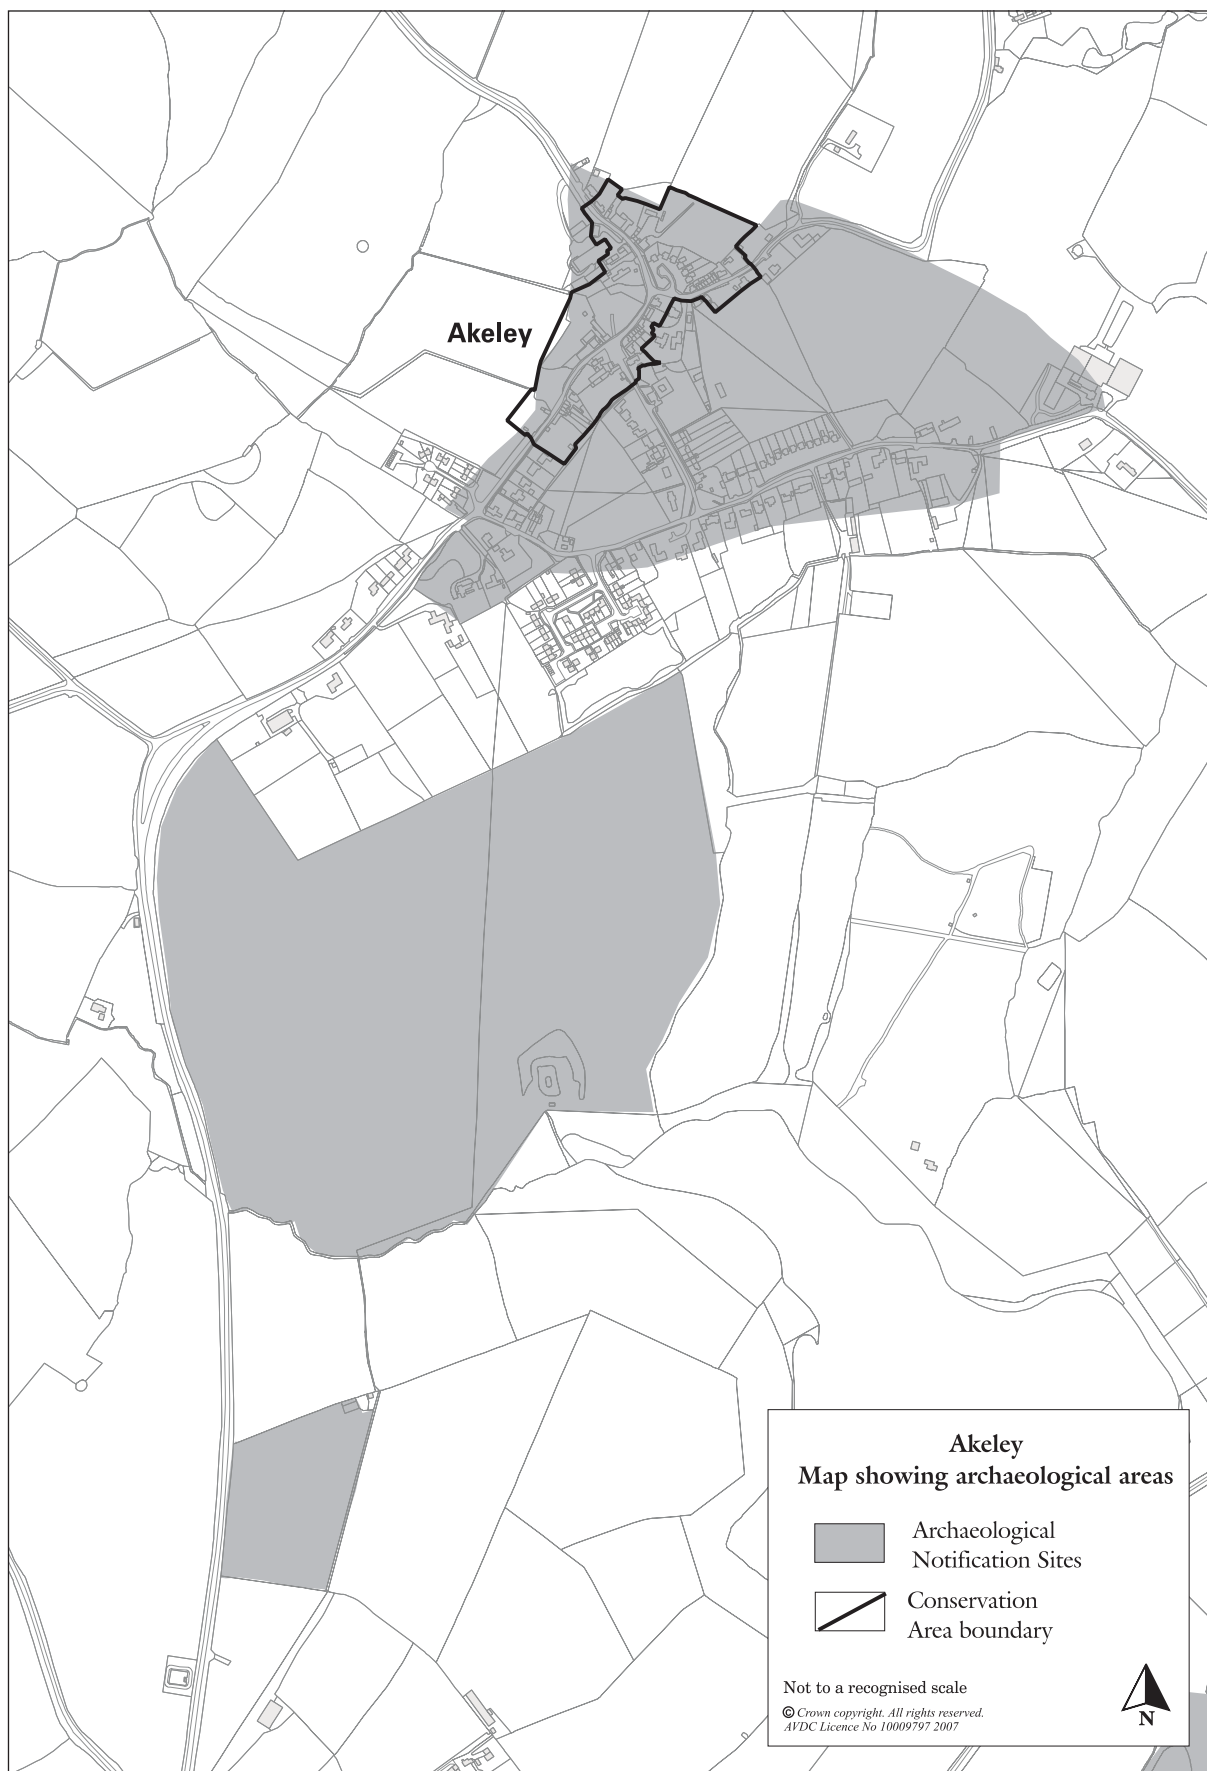 Akeley
Akeley
Map showing archaeological areas
Archaeological
Notification Sites
Conservation
Area boundary
Not to a recognised scale
© Crown copyright. All rights reserved.
AVDC Licence No 10009797 2007
N